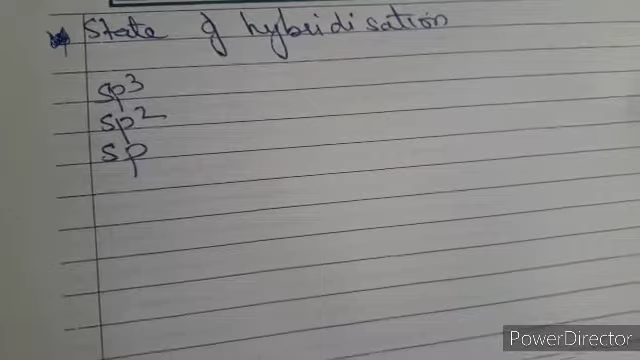 State of hybridisation
sp³
sp²
sp
PowerDirector